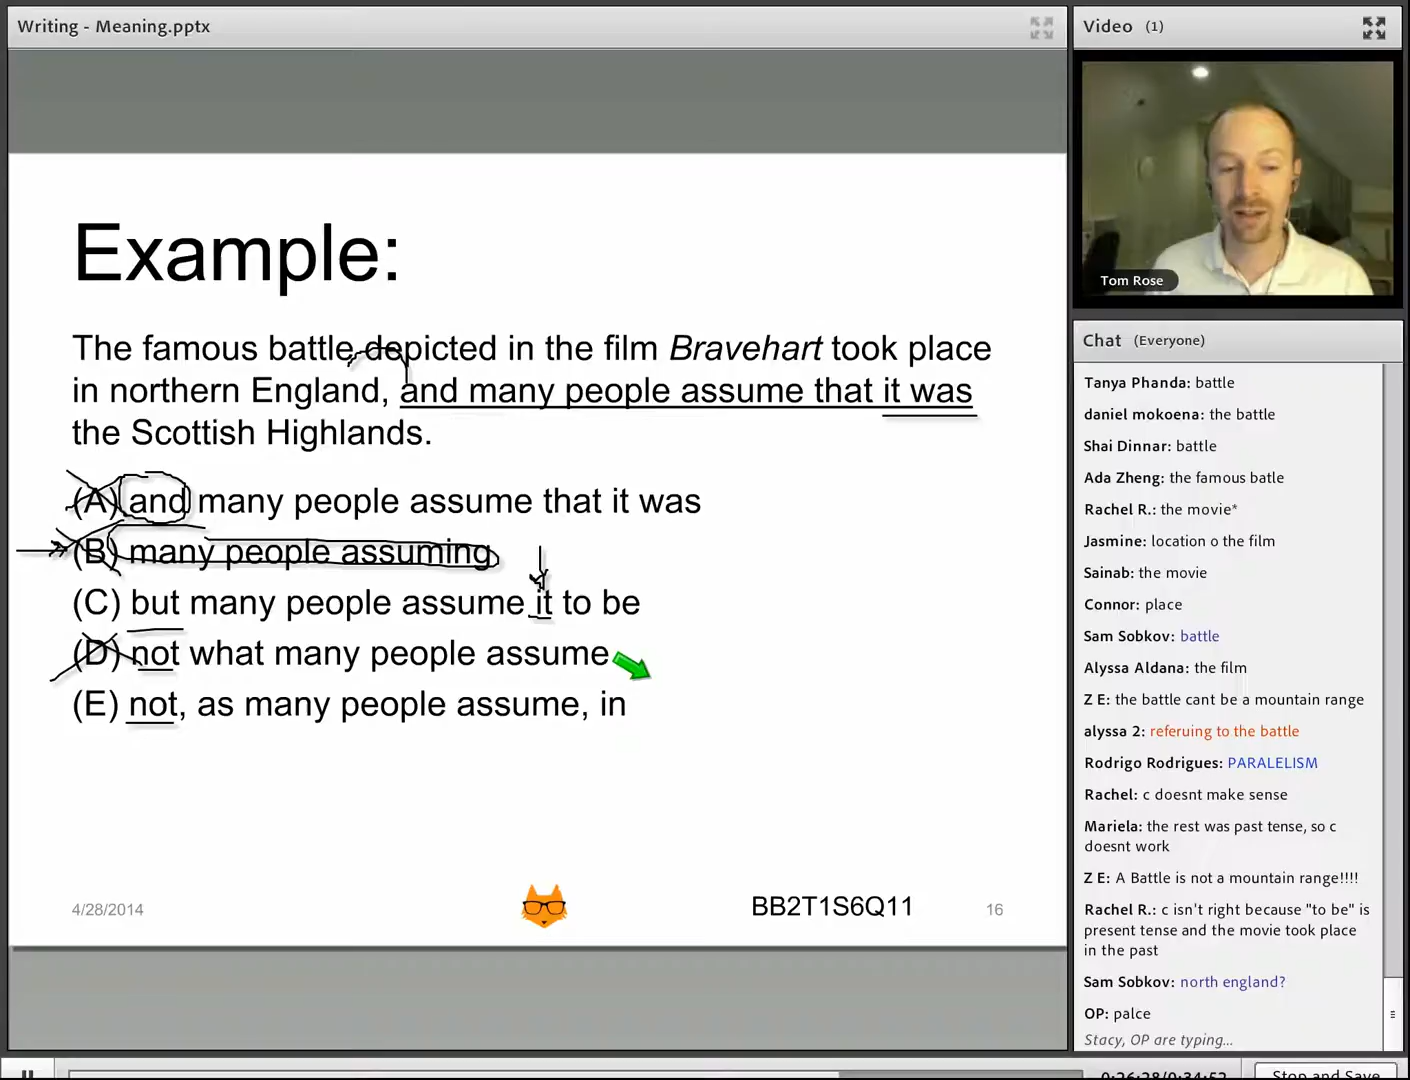 Writing - Meaning.pptx
Video (1)
Tom Rose
Example:
The famous battle depicted in the film Bravehart took place
in northern England, and many people assume that it was
the Scottish Highlands.
(A) and many people assume that it was
(B) many people assuming
(C) but many people assume it to be
(D) not what many people assume
(E) not, as many people assume, in
4/28/2014
BB2T1S6Q11
16
Chat (Everyone)
Tanya Phanda: battle
daniel mokoena: the battle
Shai Dinnar: battle
Ada Zheng: the famous batle
Rachel R.: the movie*
Jasmine: location o the film
Sainab: the movie
Connor: place
Sam Sobkov: battle
Alyssa Aldana: the film
Z E: the battle cant be a mountain range
alyssa 2: referuing to the battle
Rodrigo Rodrigues: PARALELISM
Rachel: c doesnt make sense
Mariela: the rest was past tense, so c
doesnt work
Z E: A Battle is not a mountain range!!!!
Rachel R.: c isn't right because "to be" is
present tense and the movie took place
in the past
Sam Sobkov: north england?
OP: palce
Stacy, OP are typing...
0:26:28/0:34:52
Stop and Save